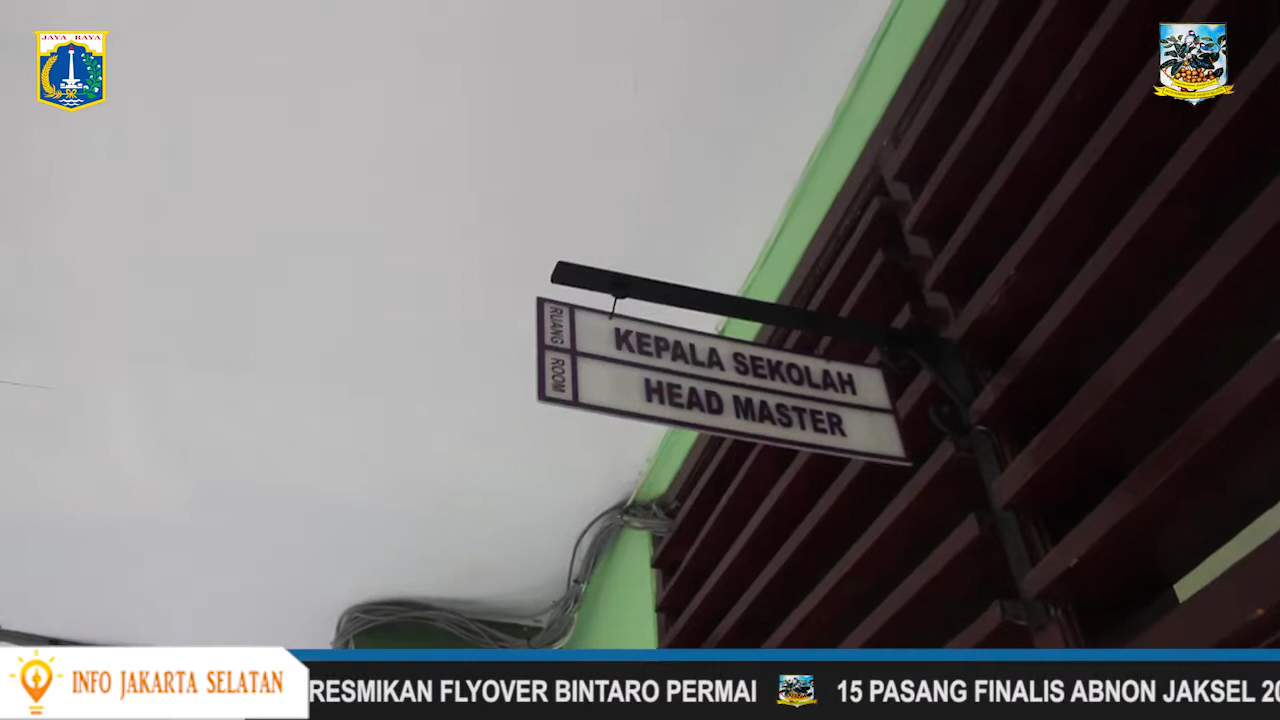 JAYA RAYA
RUANG
KEPALA SEKOLAH
ROOM
HEAD MASTER
INFO JAKARTA SELATAN
RESMIKAN FLYOVER BINTARO PERMAI
15 PASANG FINALIS ABNON JAKSEL 20